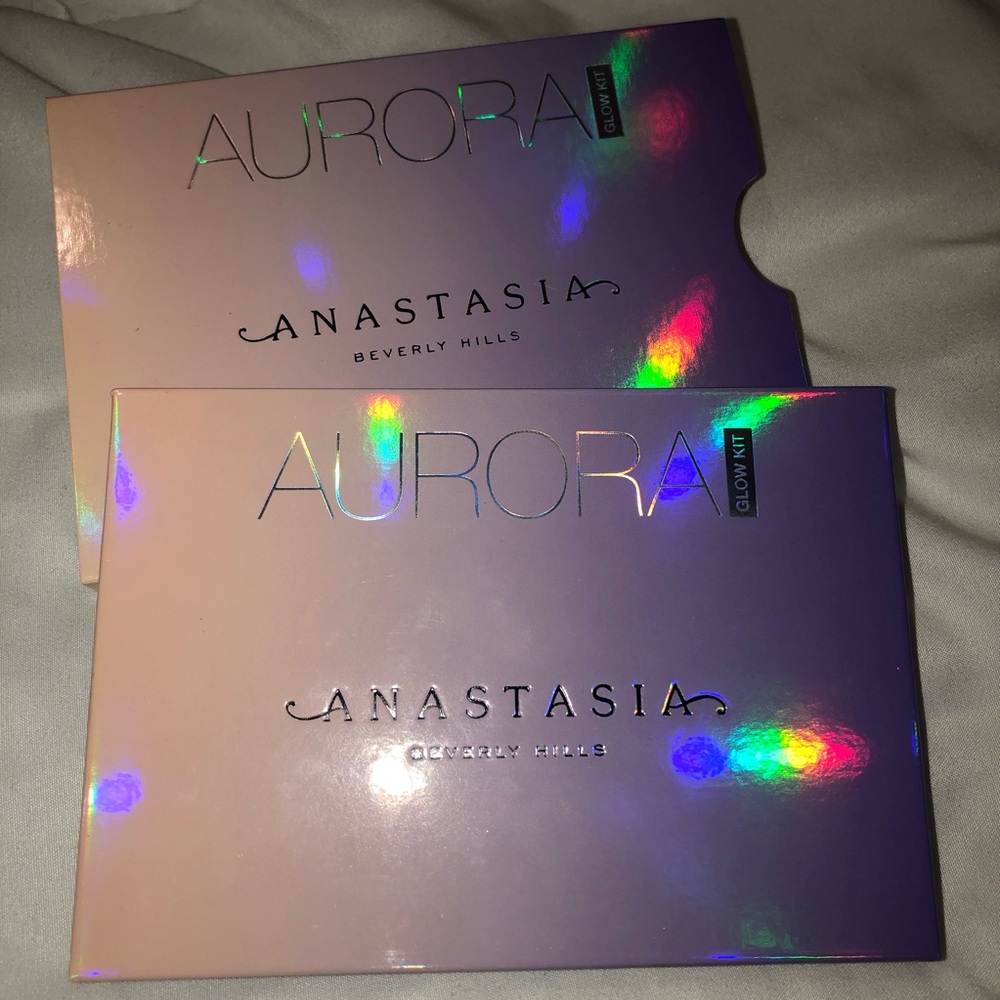 AURORA
GLOW KIT
ANASTASIA
BEVERLY HILLS
AURORA
GLOW KIT
ANASTASIA
BEVERLY HILLS